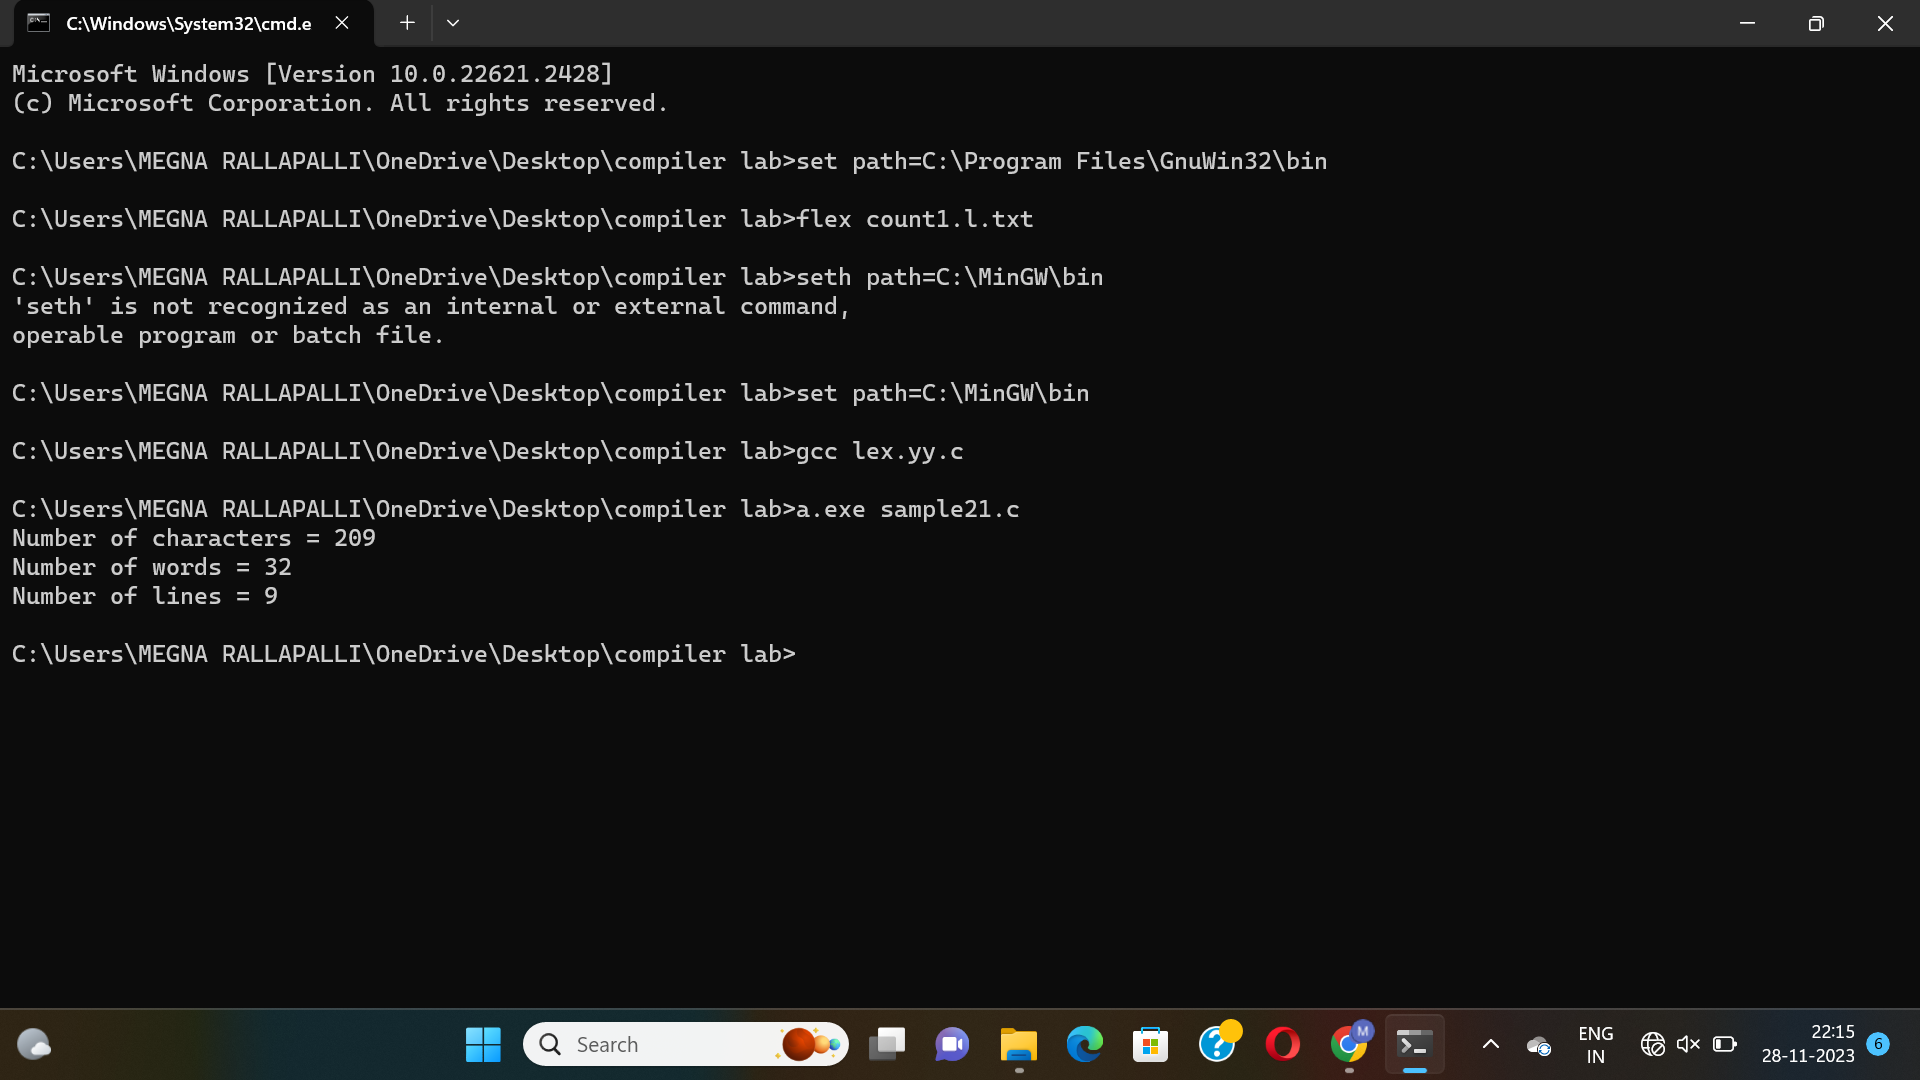 C:\Windows\System32\cmd.e
Microsoft Windows [Version 10.0.22621.2428]
(c) Microsoft Corporation. All rights reserved.
C:\Users\MEGNA RALLAPALLI\OneDrive\Desktop\compiler lab>set path=C:\Program Files\GnuWin32\bin
C:\Users\MEGNA RALLAPALLI\OneDrive\Desktop\compiler lab>flex count1.l.txt
C:\Users\MEGNA RALLAPALLI\OneDrive\Desktop\compiler lab>seth path=C:\MinGW\bin
'seth' is not recognized as an internal or external command,
operable program or batch file.
C:\Users\MEGNA RALLAPALLI\OneDrive\Desktop\compiler lab>set path=C:\MinGW\bin
C:\Users\MEGNA RALLAPALLI\OneDrive\Desktop\compiler lab>gcc lex.yy.c
C:\Users\MEGNA RALLAPALLI\OneDrive\Desktop\compiler lab>a.exe sample21.c
Number of characters = 209
Number of words = 32
Number of lines = 9
C:\Users\MEGNA RALLAPALLI\OneDrive\Desktop\compiler lab>
Search
M
ENG
IN
22:15
28-11-2023
6